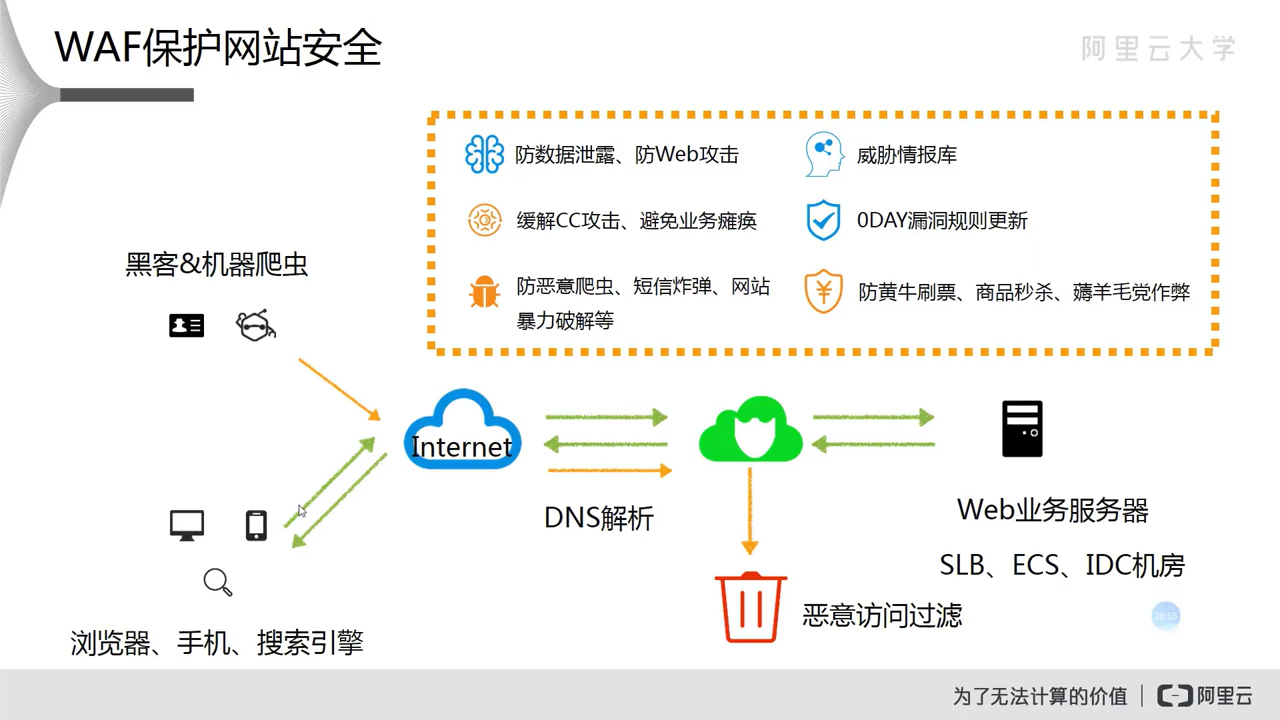 WAF保护网站安全
阿里云大学
防数据泄露、防Web攻击
威胁情报库
缓解CC攻击、避免业务瘫痪
0DAY漏洞规则更新
防恶意爬虫、短信炸弹、网站
暴力破解等
防黄牛刷票、商品秒杀、薅羊毛党作弊
黑客&机器爬虫
Internet
DNS解析
Web业务服务器
SLB、ECS、IDC机房
恶意访问过滤
28:16
浏览器、手机、搜索引擎
为了无法计算的价值
阿里云